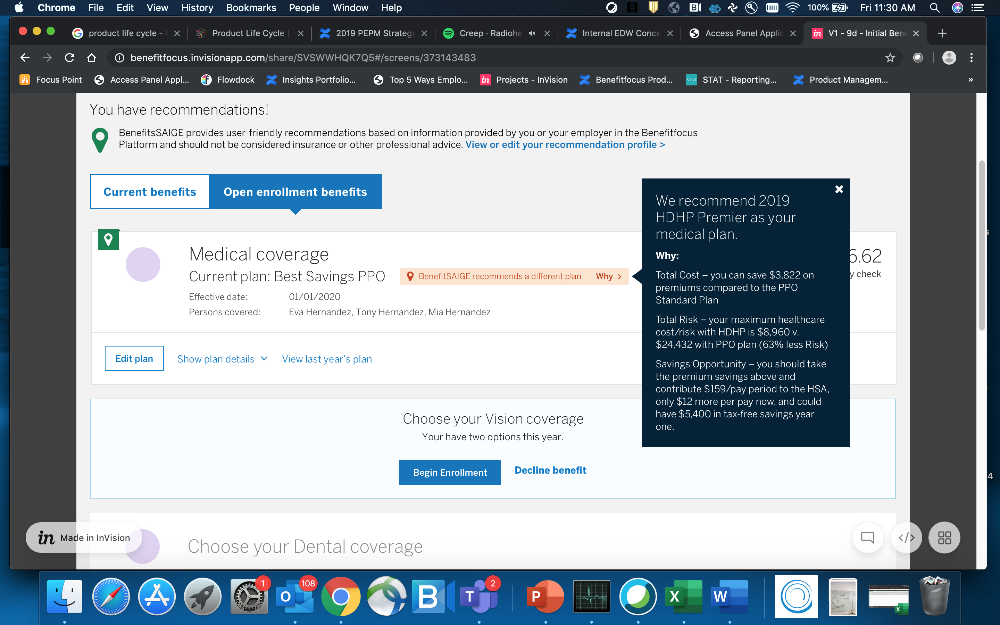 Chrome File Edit View History Bookmarks People Window Help 100% Fri 11:30 AM
product life cycle - Product Life Cycle | 2019 PEPM Strategy Creep · Radiohe Internal EDW Conce Access Panel Applic V1 - 9d - Initial Bene
benefitfocus.invisionapp.com/share/SVSWWHQK7Q5#/screens/373143483
Focus Point Access Panel Appl... Flowdock Insights Portfolio... Top 5 Ways Emplo... Projects - InVision Benefitfocus Prod... STAT STAT - Reporting... Product Managem... »
You have recommendations!
BenefitsSAIGE provides user-friendly recommendations based on information provided by you or your employer in the Benefitfocus
Platform and should not be considered insurance or other professional advice. View or edit your recommendation profile >
Current benefits Open enrollment benefits
Medical coverage
Current plan: Best Savings PPO
BenefitSAIGE recommends a different plan Why >
Effective date: 01/01/2020
Persons covered: Eva Hernandez, Tony Hernandez, Mia Hernandez
6.62
y check
Edit plan Show plan details View last year's plan
We recommend 2019
HDHP Premier as your
medical plan.
Why:
Total Cost – you can save $3,822 on
premiums compared to the PPO
Standard Plan
Total Risk – your maximum healthcare
cost/risk with HDHP is $8,960 v.
$24,432 with PPO plan (63% less Risk)
Savings Opportunity – you should take
the premium savings above and
contribute $159/pay period to the HSA,
only $12 more per pay now, and could
have $5,400 in tax-free savings year
one.
Choose your Vision coverage
Your have two options this year.
Begin Enrollment Decline benefit
4
in Made in InVision
Choose your Dental coverage
</>
1 108 2
O B T P X W X